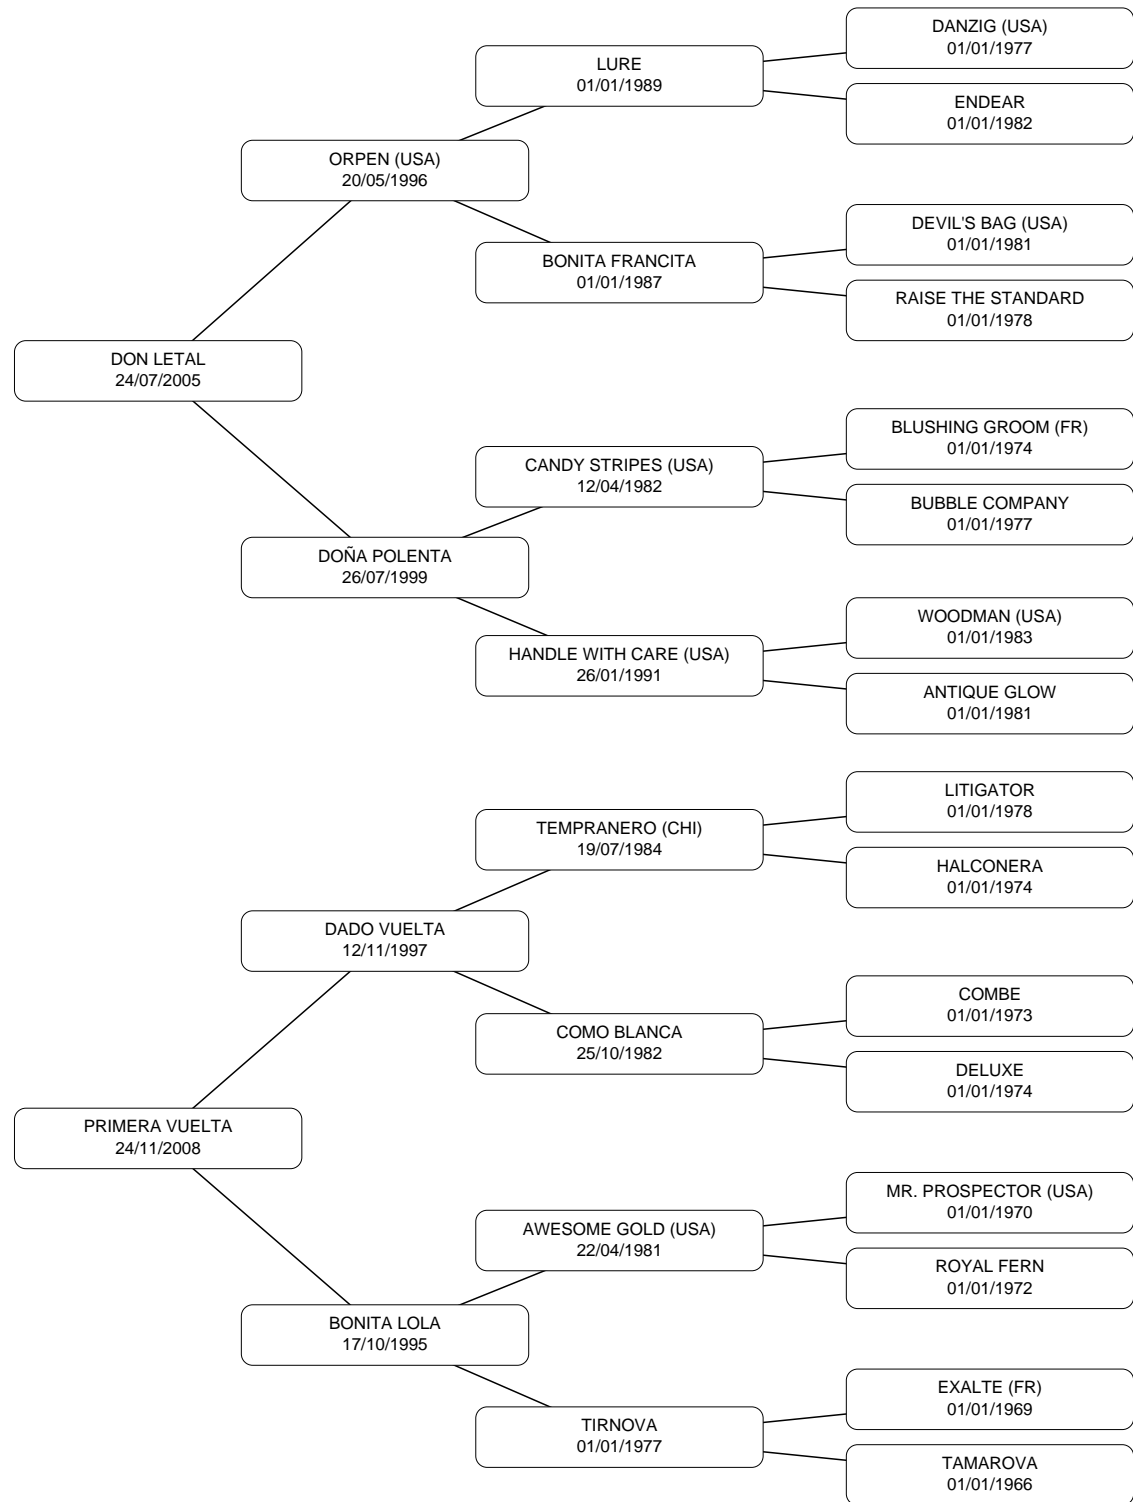 DANZIG (USA)
01/01/1977
LURE
01/01/1989
ENDEAR
01/01/1982
ORPEN (USA)
20/05/1996
DEVIL'S BAG (USA)
01/01/1981
BONITA FRANCITA
01/01/1987
RAISE THE STANDARD
01/01/1978
DON LETAL
24/07/2005
BLUSHING GROOM (FR)
01/01/1974
CANDY STRIPES (USA)
12/04/1982
BUBBLE COMPANY
01/01/1977
DOÑA POLENTA
26/07/1999
WOODMAN (USA)
01/01/1983
HANDLE WITH CARE (USA)
26/01/1991
ANTIQUE GLOW
01/01/1981
LITIGATOR
01/01/1978
TEMPRANERO (CHI)
19/07/1984
HALCONERA
01/01/1974
DADO VUELTA
12/11/1997
COMBE
01/01/1973
COMO BLANCA
25/10/1982
DELUXE
01/01/1974
PRIMERA VUELTA
24/11/2008
MR. PROSPECTOR (USA)
01/01/1970
AWESOME GOLD (USA)
22/04/1981
ROYAL FERN
01/01/1972
BONITA LOLA
17/10/1995
EXALTE (FR)
01/01/1969
TIRNOVA
01/01/1977
TAMAROVA
01/01/1966